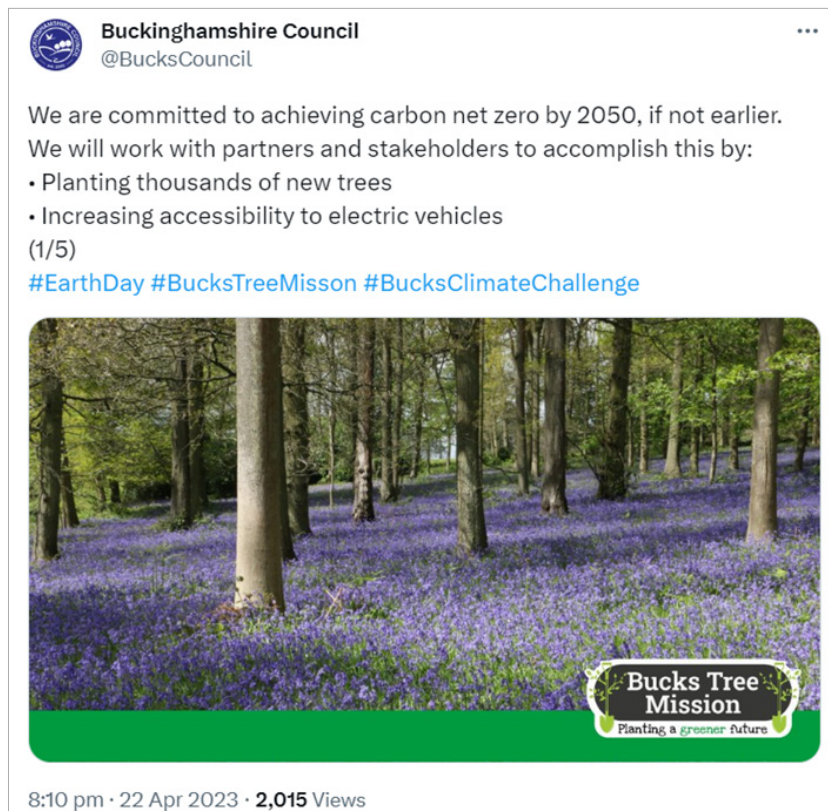 Buckinghamshire Council
@BucksCouncil
We are committed to achieving carbon net zero by 2050, if not earlier.
We will work with partners and stakeholders to accomplish this by:
• Planting thousands of new trees
• Increasing accessibility to electric vehicles
(1/5)
#EarthDay #BucksTreeMisson #BucksClimateChallenge
Bucks Tree
Mission
Planting a greener future
8:10 pm · 22 Apr 2023 · 2,015 Views